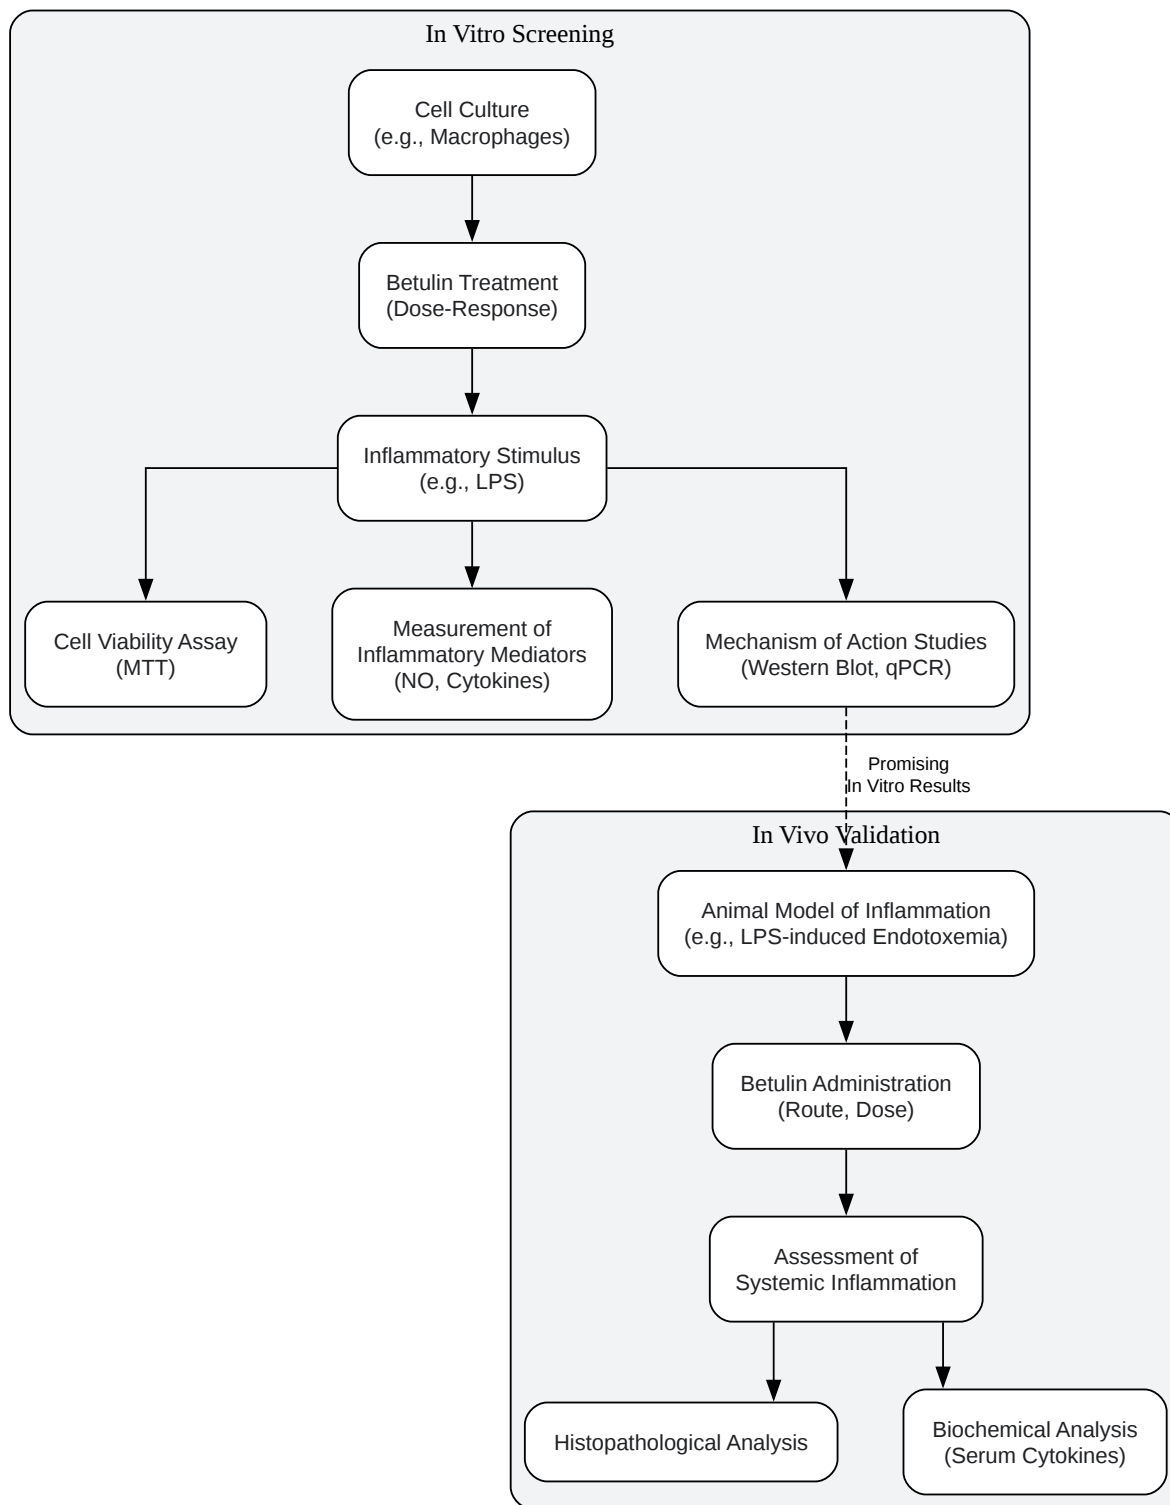 In Vitro Screening
Cell Culture
(e.g., Macrophages)
Betulin Treatment
(Dose-Response)
Inflammatory Stimulus
(e.g., LPS)
Cell Viability Assay
(MTT)
Measurement of
Inflammatory Mediators
(NO, Cytokines)
Mechanism of Action Studies
(Western Blot, qPCR)
Promising
In Vitro Results
In Vivo Validation
Animal Model of Inflammation
(e.g., LPS-induced Endotoxemia)
Betulin Administration
(Route, Dose)
Assessment of
Systemic Inflammation
Histopathological Analysis
Biochemical Analysis
(Serum Cytokines)